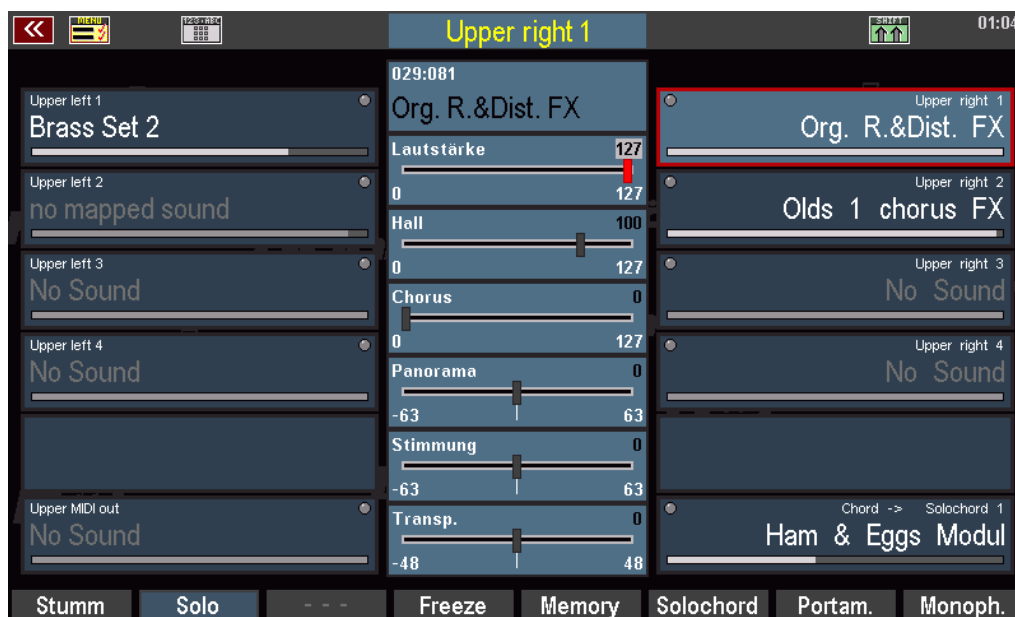 MENU
123>ABC
Upper right 1
SHIFT
01:04
Upper left 1
Brass Set 2
Upper left 2
no mapped sound
Upper left 3
No Sound
Upper left 4
No Sound
Upper MIDI out
No Sound
029:081
Org. R.&Dist. FX
Lautstärke 127
0 127
Hall 100
0 127
Chorus 0
0 127
Panorama 0
-63 63
Stimmung 0
-63 63
Transp. 0
-48 48
Upper right 1
Org. R.&Dist. FX
Upper right 2
Olds 1 chorus FX
Upper right 3
No Sound
Upper right 4
No Sound
Chord -> Solochord 1
Ham & Eggs Modul
Stumm Solo - - - Freeze Memory Solochord Portam. Monoph.